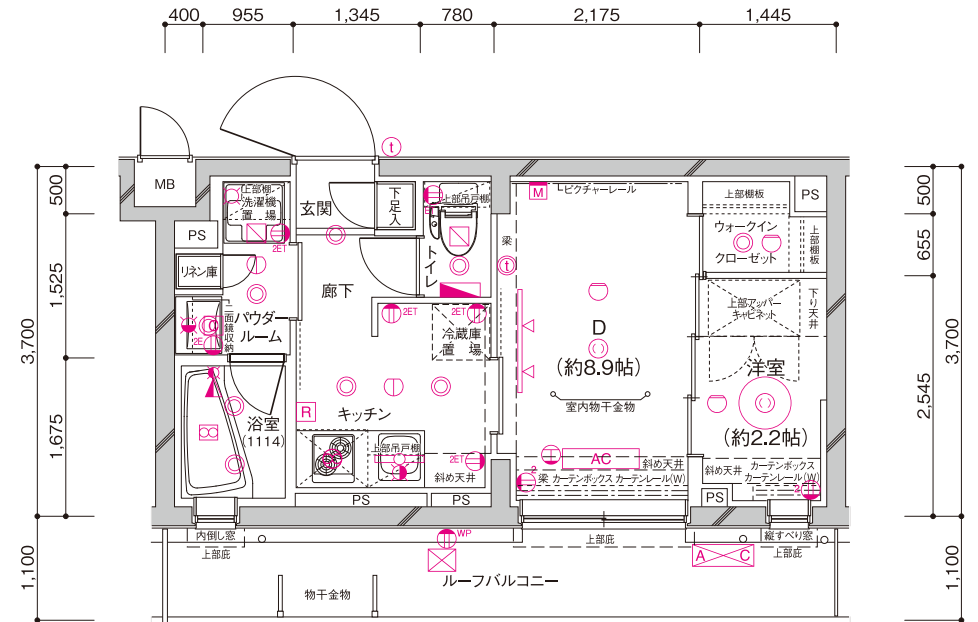 400 955 1,345 780 2,175 1,445
500
1,525
3,700
1,675
1,100
500
655
3,700
2,545
1,100
MB
PS
上部棚
洗濯機
置場
2ET
リネン庫
三面鏡収納
2E
パウダー
ルーム
浴室
(1114)
玄関
下足入
廊下
t
上部吊戸棚
トイレ
2ET
2ET
冷蔵庫
置場
R
キッチン
上部吊戸棚
2ET
斜め天井
PS
PS
M
ピクチャーレール
梁
t
D
(約8.9帖)
室内物干金物
AC
斜め天井
2
梁 カーテンボックス カーテンレール(W)
上部棚板
PS
ウォークイン
クローゼット
上部棚板
上部アッパー
キャビネット
下り天井
洋室
(約2.2帖)
斜め天井
カーテンボックス
カーテンレール(W)
PS
2
内倒し窓
上部庇
WP
上部庇
A C
縦すべり窓
上部庇
ルーフバルコニー
物干金物